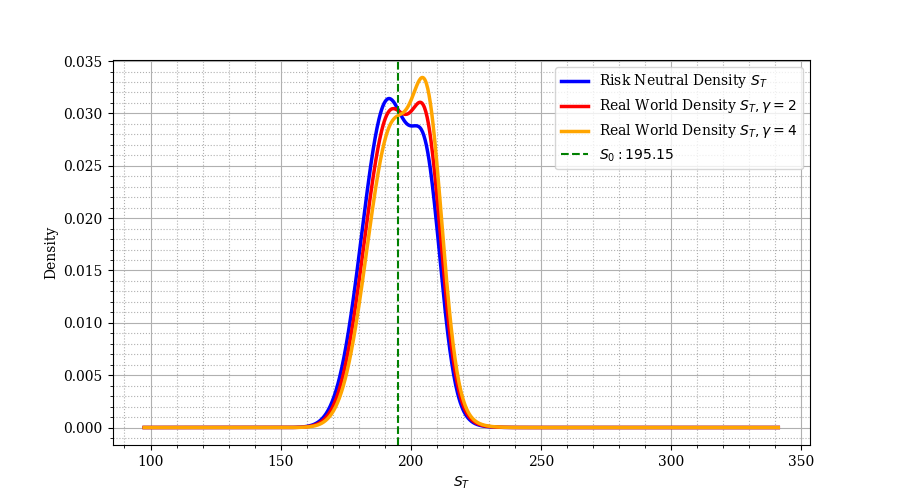 0.035
0.030
0.025
0.020
0.015
0.010
0.005
0.000
Density
100 150 200 250 300 350
S_T
Risk Neutral Density S_T
Real World Density S_T, γ = 2
Real World Density S_T, γ = 4
S_0 : 195.15